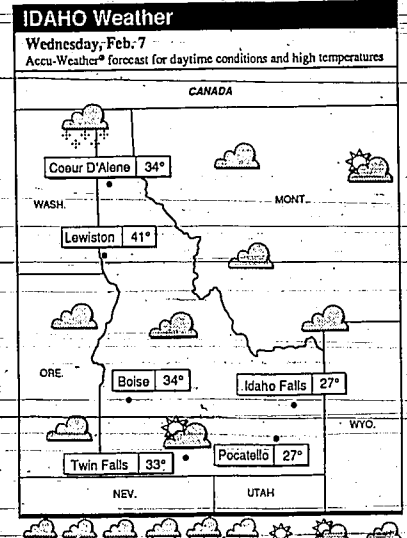 IDAHO Weather
Wednesday, Feb. 7
Accu-Weather® forecast for daytime conditions and high temperatures
CANADA
Coeur D'Alene 34°
WASH.
MONT.
Lewiston 41°
ORE.
Boise 34°
Idaho Falls 27°
WYO.
Twin Falls 33°
Pocatello 27°
NEV.
UTAH